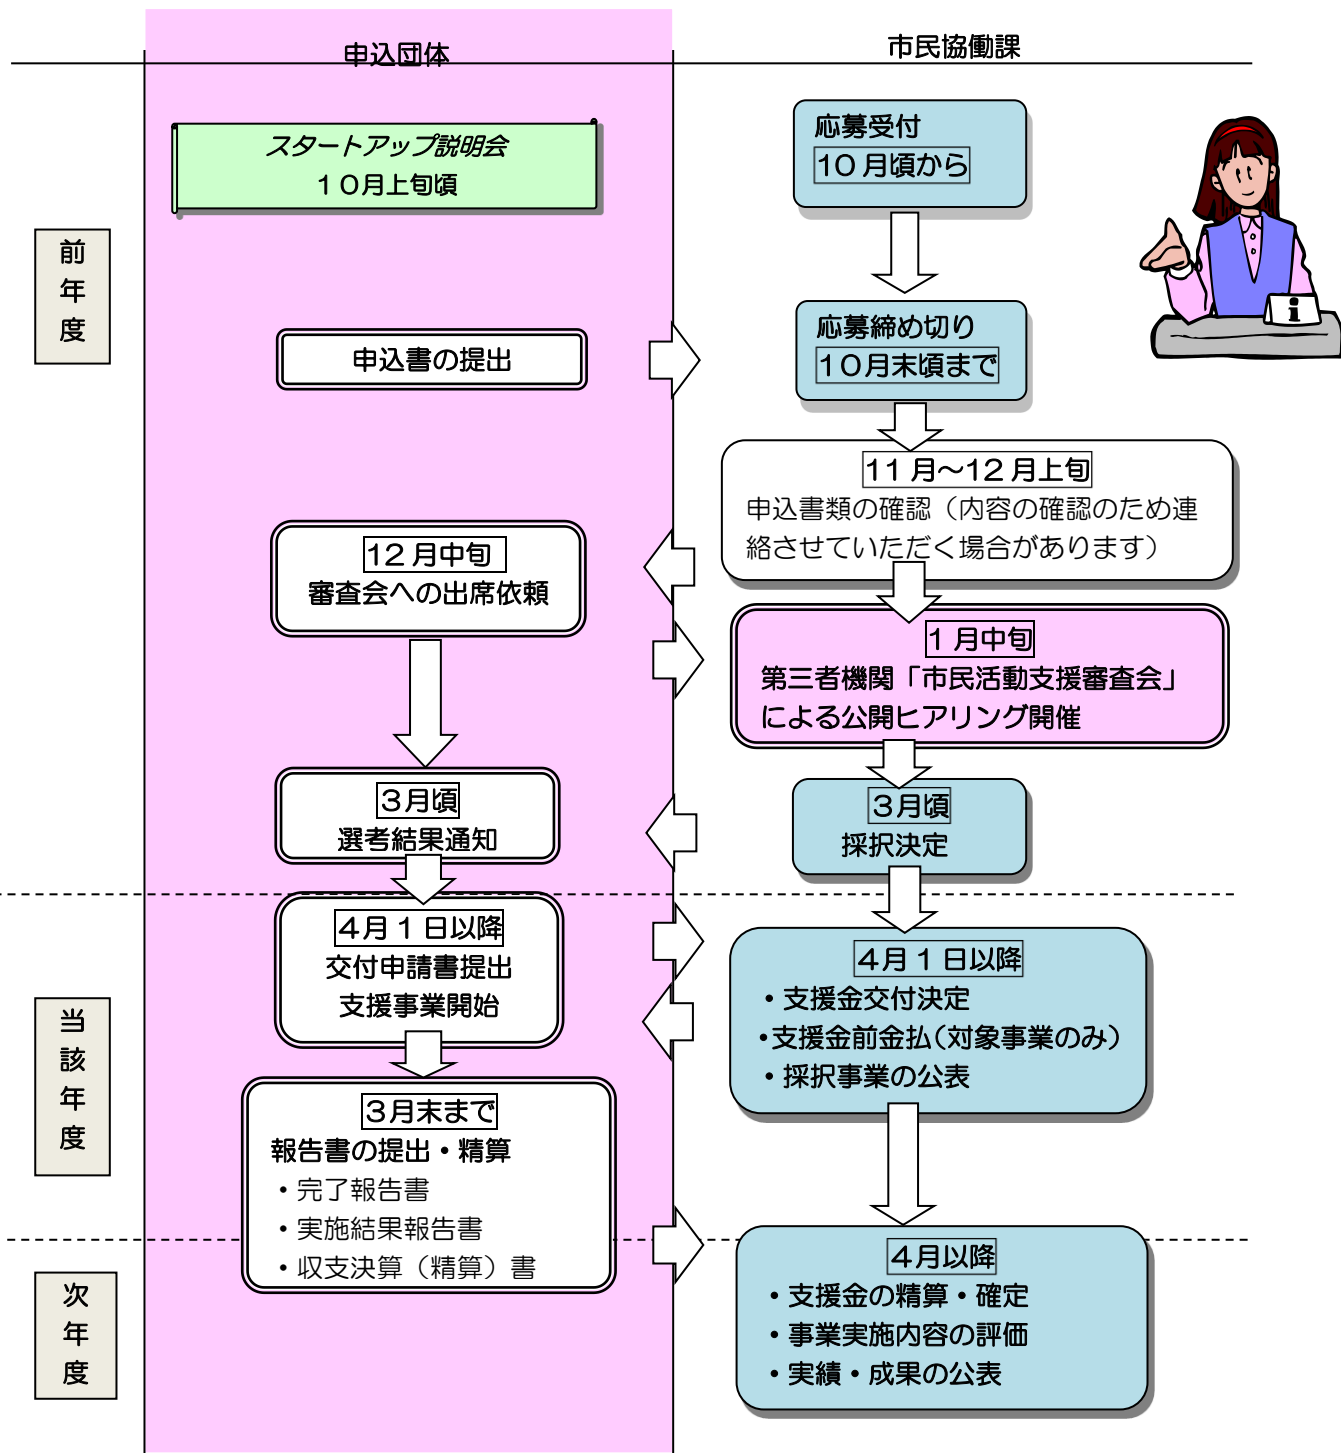 申込団体
市民協働課
前年度
スタートアップ説明会
10月上旬頃
応募受付
10月頃から
申込書の提出
応募締め切り
10月末頃まで
i
11月～12月上旬
申込書類の確認（内容の確認のため連
絡させていただく場合があります）
12月中旬
審査会への出席依頼
1月中旬
第三者機関「市民活動支援審査会」
による公開ヒアリング開催
3月頃
選考結果通知
3月頃
採択決定
当該年度
4月1日以降
交付申請書提出
支援事業開始
4月1日以降
・支援金交付決定
・支援金前金払(対象事業のみ)
・採択事業の公表
3月末まで
報告書の提出・精算
・完了報告書
・実施結果報告書
・収支決算（精算）書
次年度
4月以降
・支援金の精算・確定
・事業実施内容の評価
・実績・成果の公表